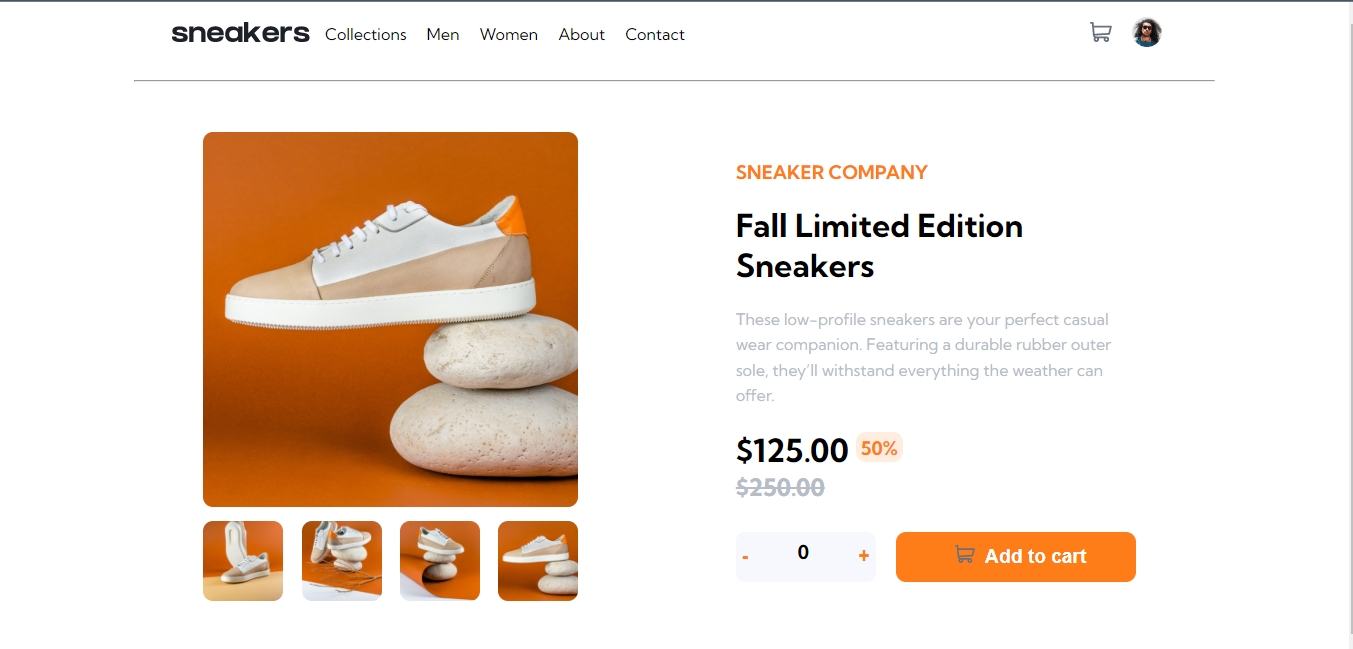 sneakers Collections Men Women About Contact
SNEAKER COMPANY
Fall Limited Edition
Sneakers
These low-profile sneakers are your perfect casual
wear companion. Featuring a durable rubber outer
sole, they’ll withstand everything the weather can
offer.
$125.00 50%
$250.00
- 0 + Add to cart